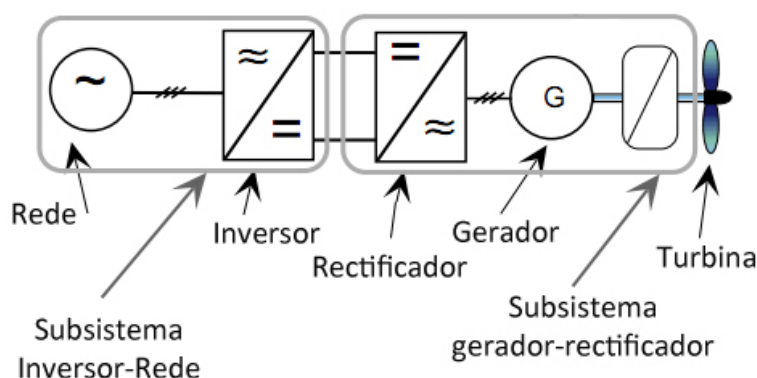 ~
≈
=
=
≈
G
Rede
Inversor
Rectificador
Gerador
Turbina
Subsistema
Inversor-Rede
Subsistema
gerador-rectificador